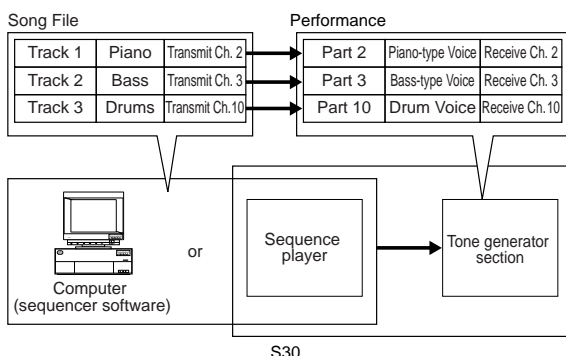 Song File
Performance
Track 1 Piano Transmit Ch. 2 Part 2 Piano-type Voice Receive Ch. 2
Track 2 Bass Transmit Ch. 3 Part 3 Bass-type Voice Receive Ch. 3
Track 3 Drums Transmit Ch. 10 Part 10 Drum Voice Receive Ch. 10
Computer
(sequencer software)
or
Sequence
player
Tone generator
section
S30